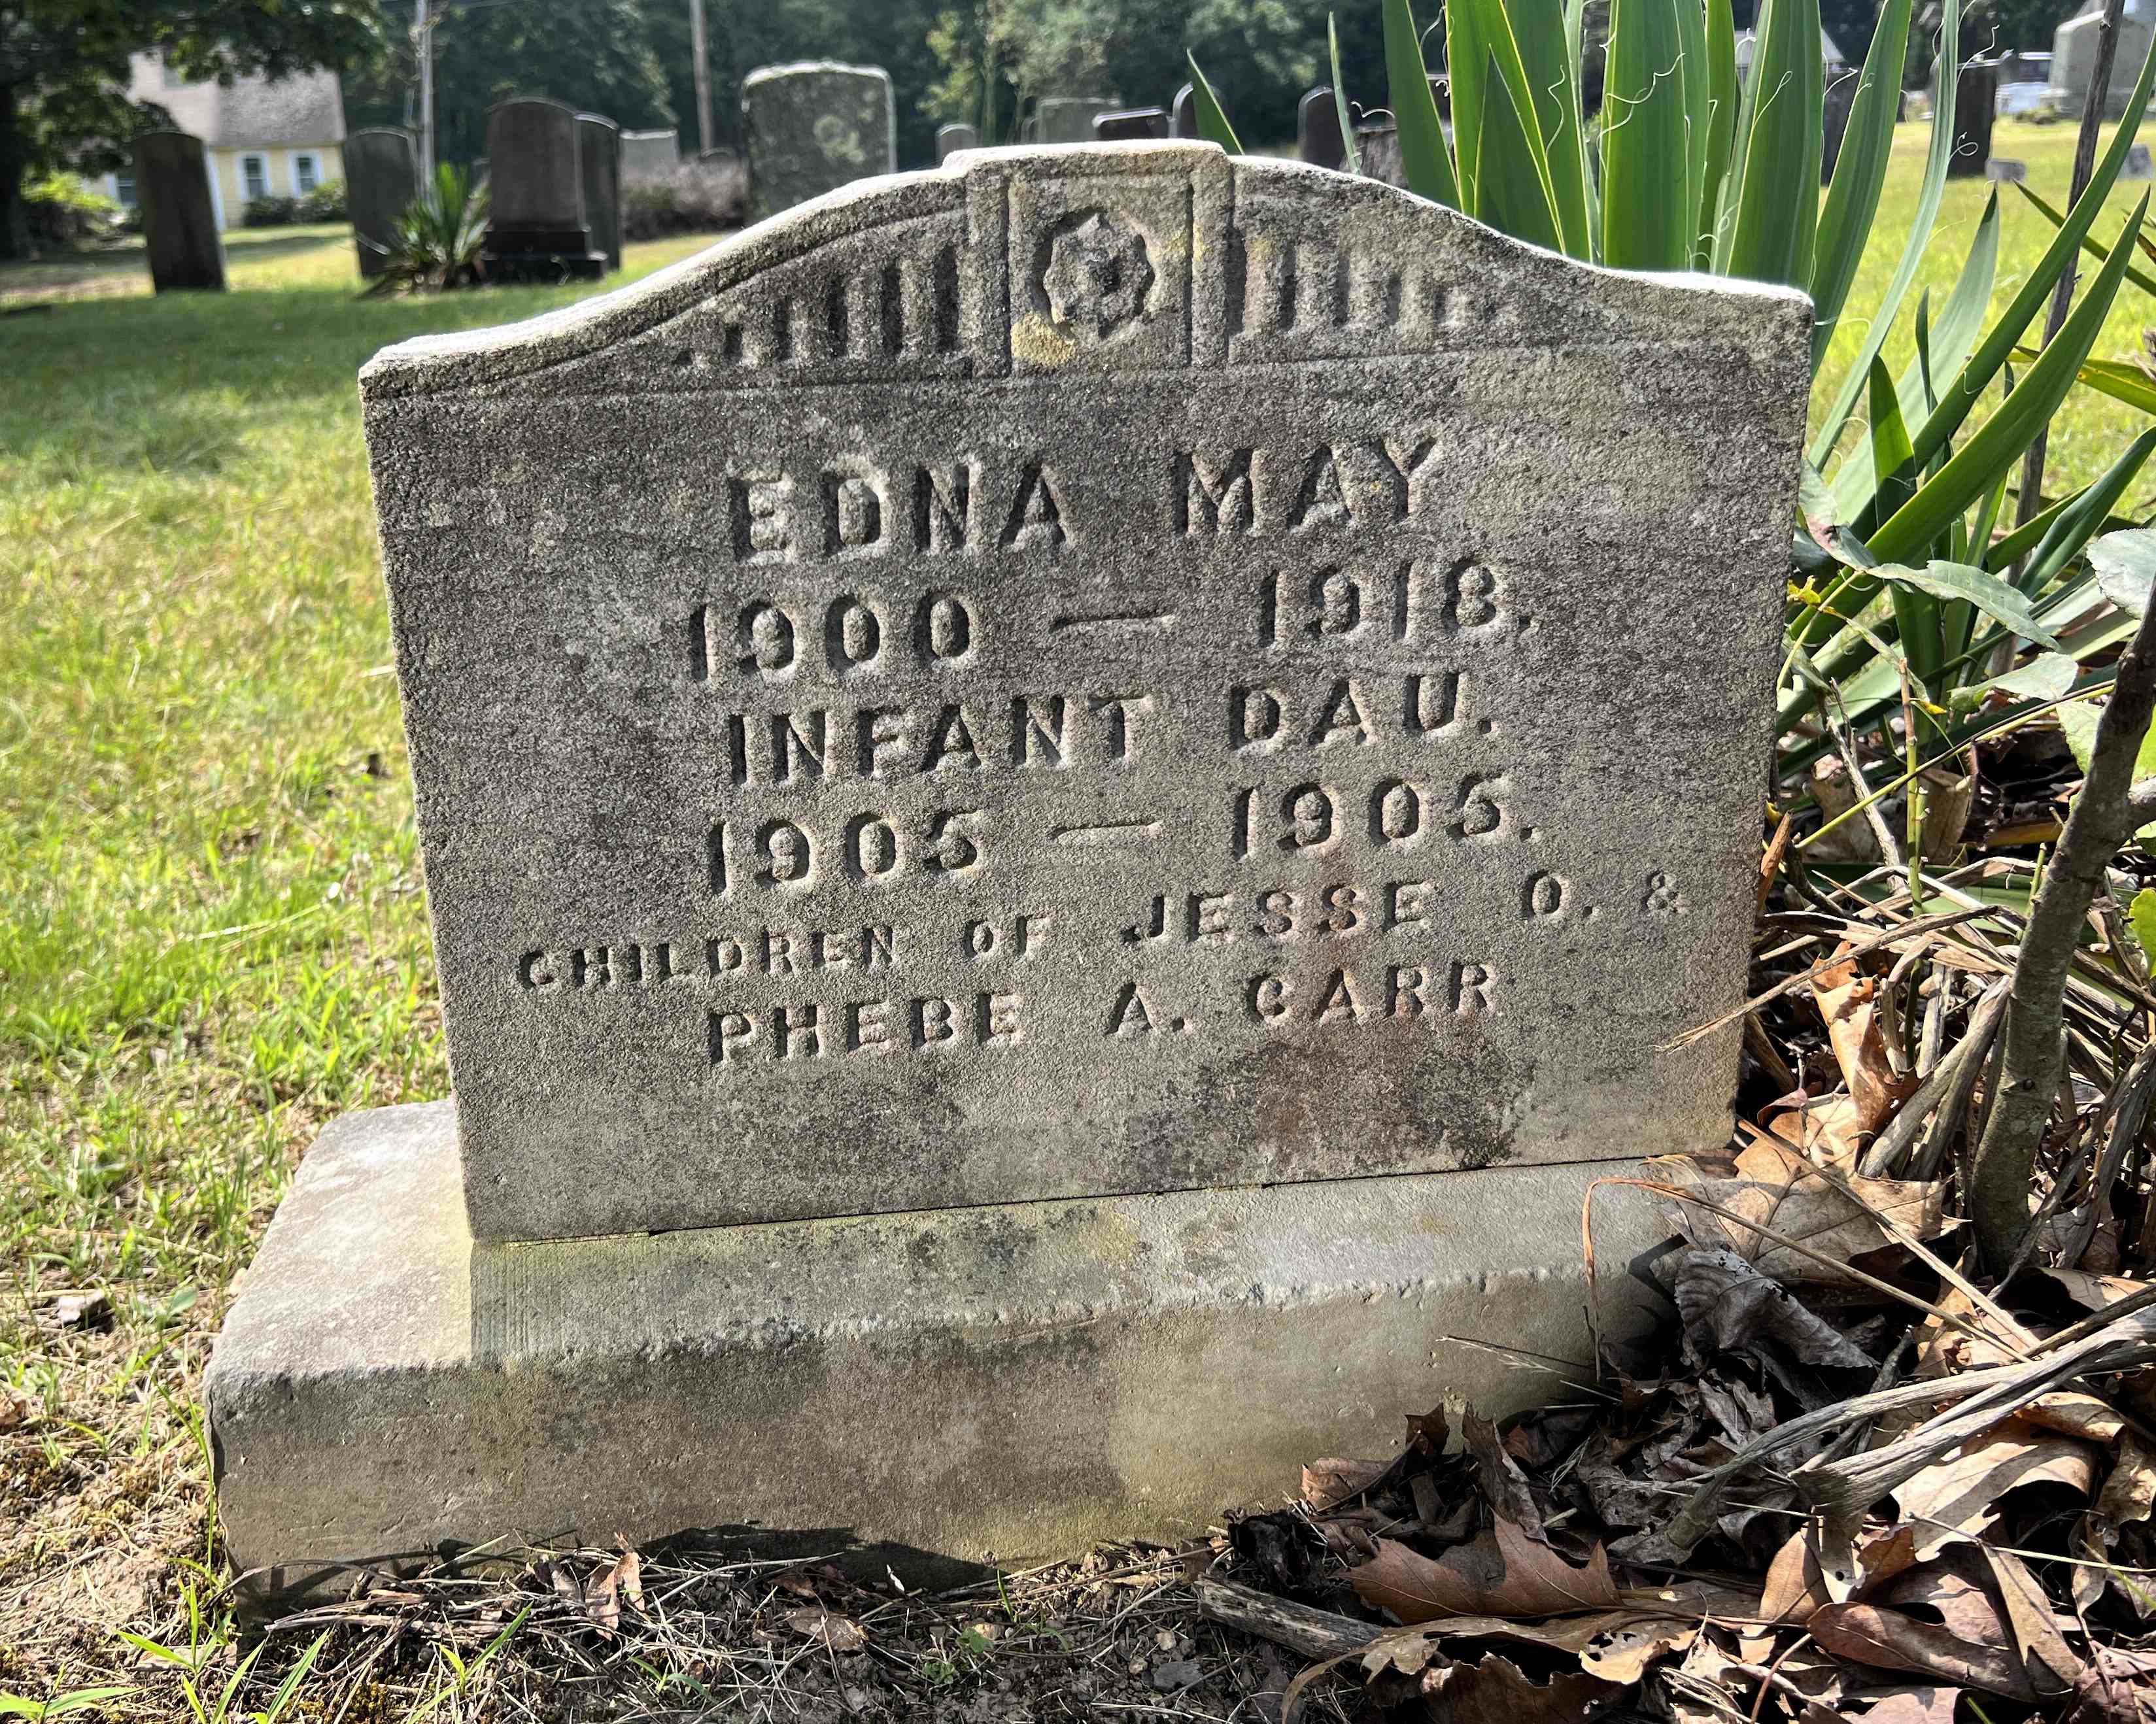 EDNA MAY
1900 — 1918.
INFANT DAU.
1905 — 1905.
CHILDREN OF JESSE O. &
PHEBE A. CARR